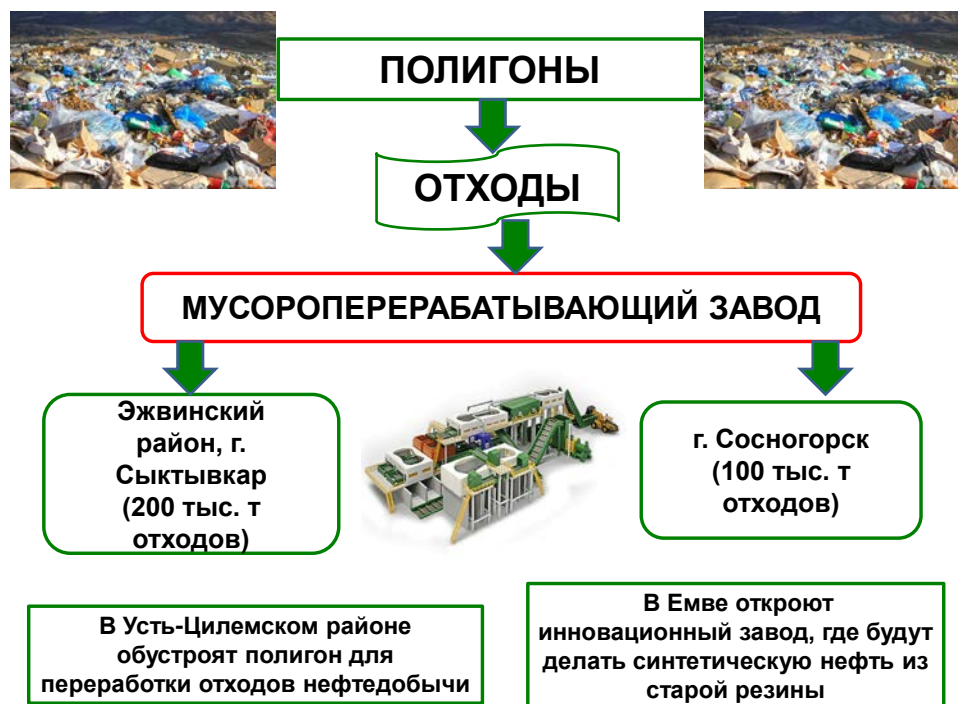 ПОЛИГОНЫ
ОТХОДЫ
МУСОРОПЕРЕРАБАТЫВАЮЩИЙ ЗАВОД
Эжвинский
район, г.
Сыктывкар
(200 тыс. т
отходов)
г. Сосногорск
(100 тыс. т
отходов)
В Усть-Цилемском районе
обустроят полигон для
переработки отходов нефтедобычи
В Емве откроют
инновационный завод, где будут
делать синтетическую нефть из
старой резины